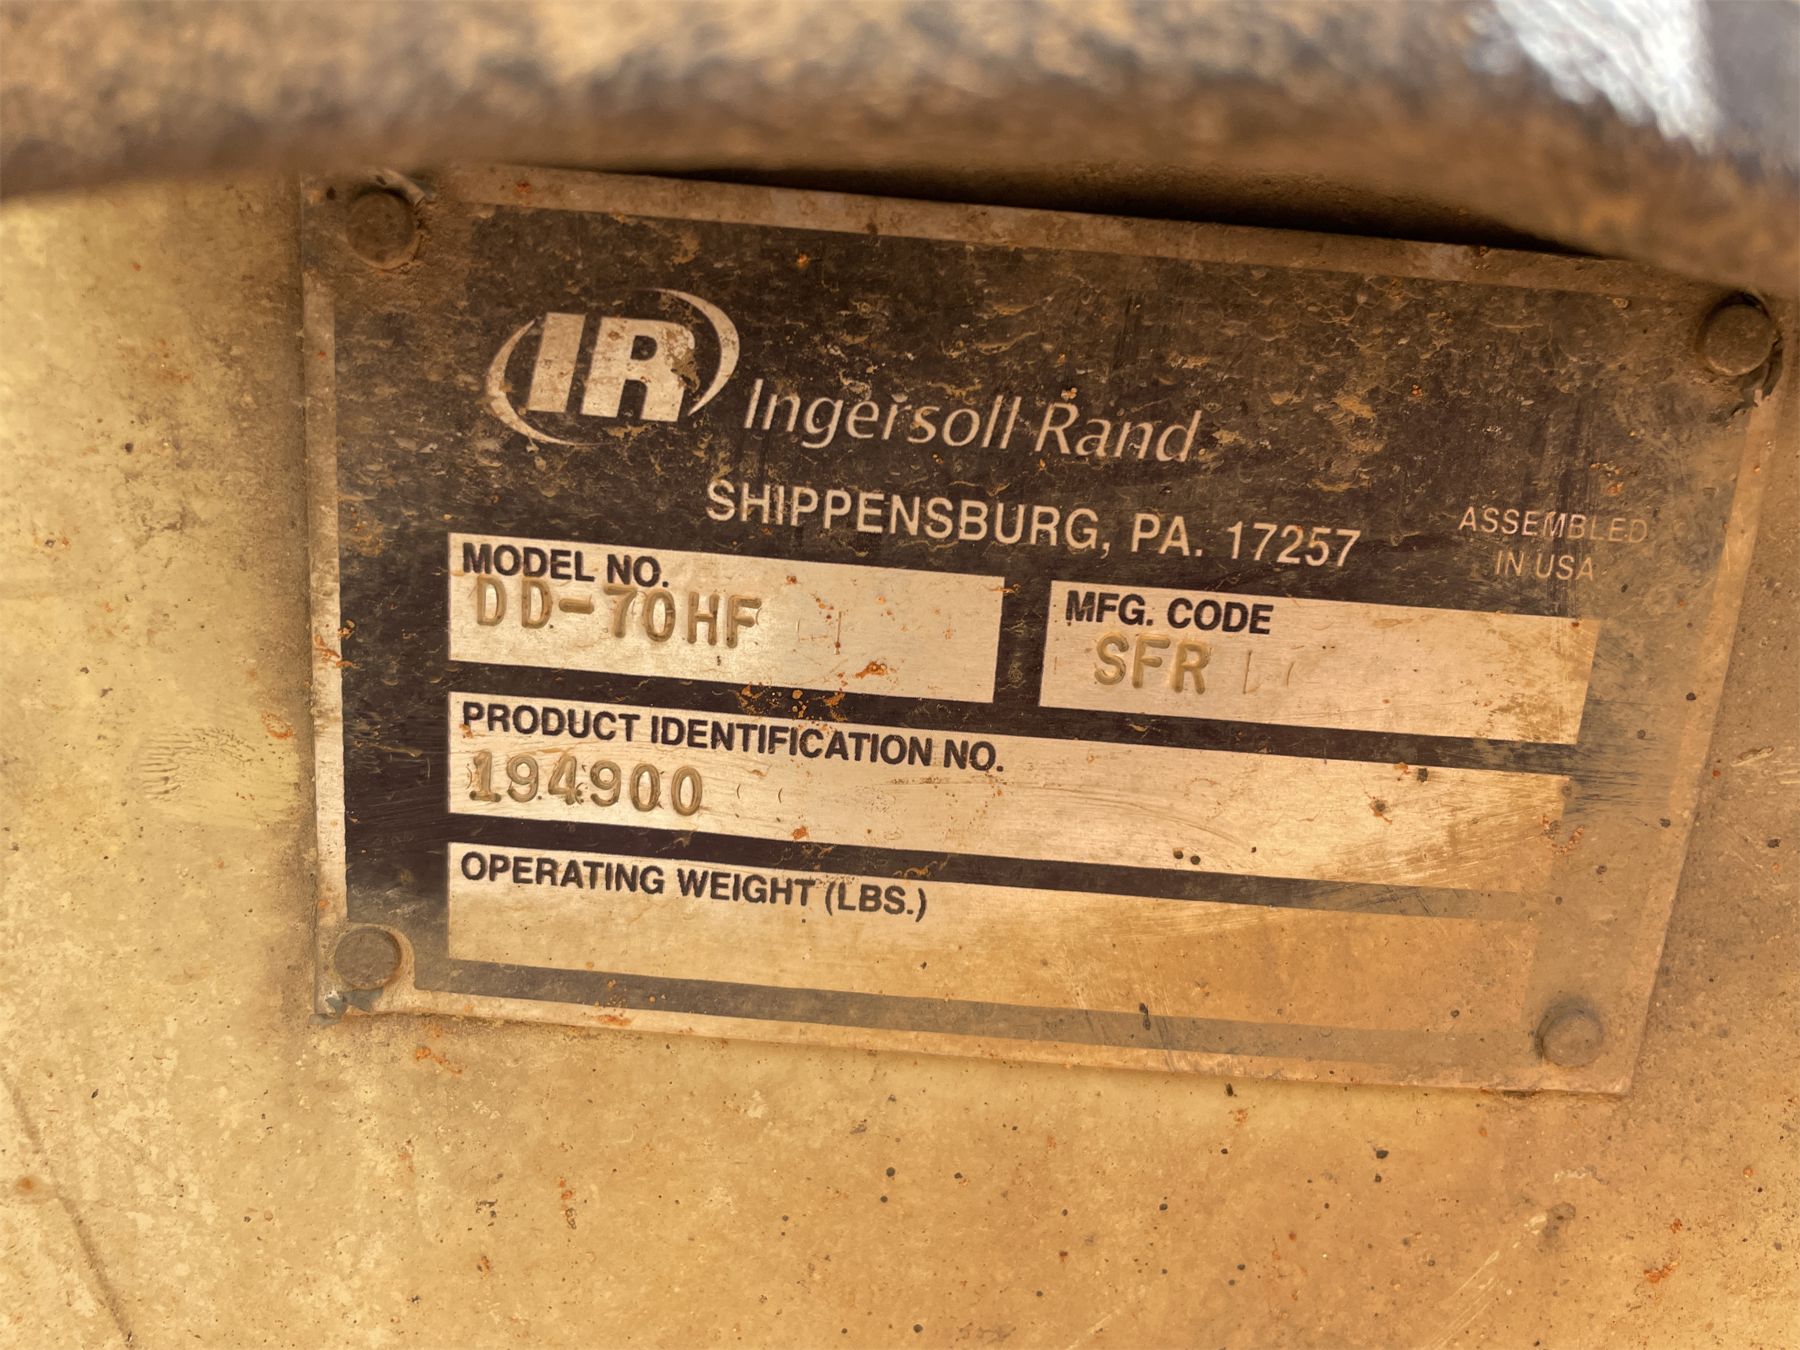 IR Ingersoll Rand
SHIPPENSBURG, PA. 17257
ASSEMBLED
IN USA
MODEL NO.
DD-70HF
MFG. CODE
SFR
PRODUCT IDENTIFICATION NO.
194900
OPERATING WEIGHT (LBS.)